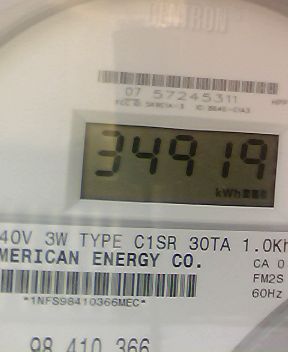 07 57245311
34919
kWh
40V 3W TYPE C1SR 30TA 1.0Kh
MERICAN ENERGY CO.
CA 0
FM2S
60Hz
*1NFS98410366MEC*
98 410 366